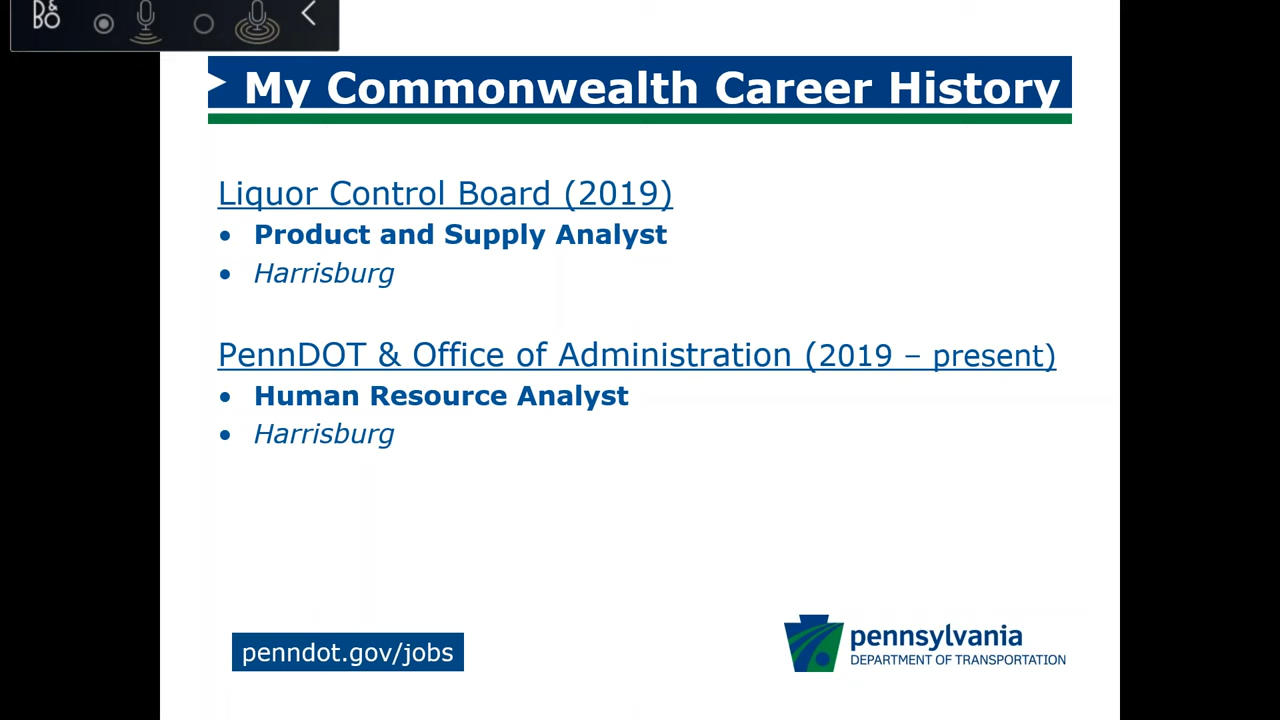 B&O
My Commonwealth Career History
Liquor Control Board (2019)
• Product and Supply Analyst
• Harrisburg
PennDOT & Office of Administration (2019 – present)
• Human Resource Analyst
• Harrisburg
penndot.gov/jobs
pennsylvania
DEPARTMENT OF TRANSPORTATION